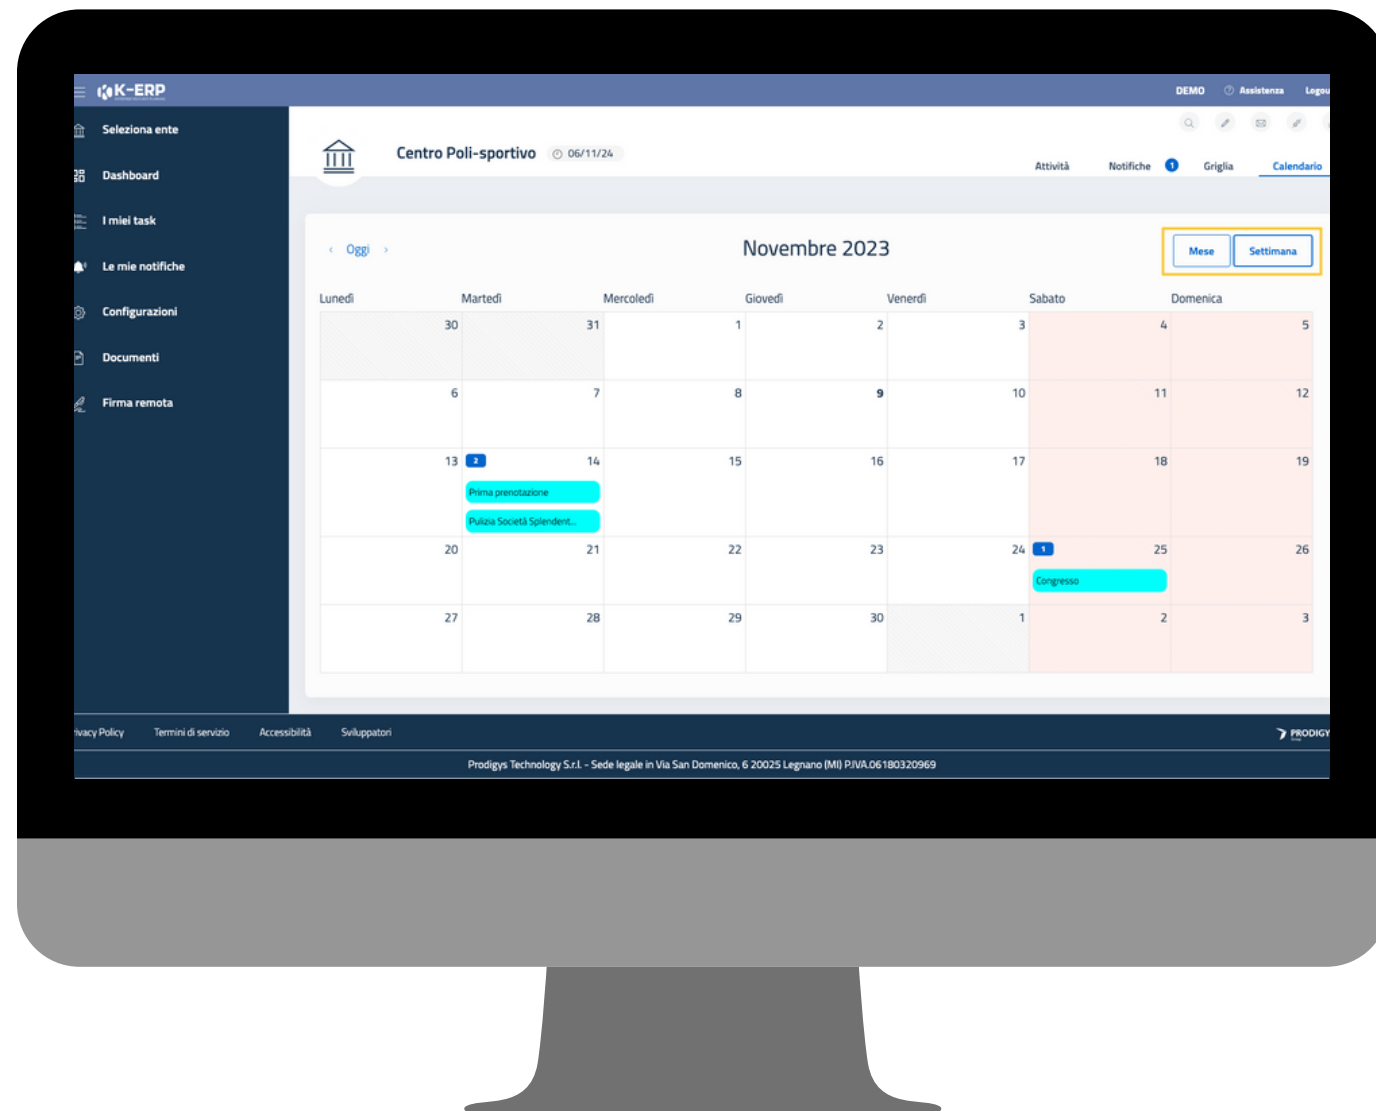 K-ERP
DEMO Assistenza Logou
Seleziona ente
Dashboard
I miei task
Le mie notifiche
Configurazioni
Documenti
Firma remota
Centro Poli-sportivo 06/11/24
Attività Notifiche 1 Griglia Calendario
‹ Oggi › Novembre 2023 Mese Settimana
Lunedì Martedì Mercoledì Giovedì Venerdì Sabato Domenica
30 31 1 2 3 4 5
6 7 8 9 10 11 12
13 2 14 15 16 17 18 19
Prima prenotazione
Pulizia Società Splendent...
20 21 22 23 24 1 25 26
Congresso
27 28 29 30 1 2 3
rivacy Policy Termini di servizio Accessibilità Sviluppatori PRODIGY
Prodigys Technology S.r.l. - Sede legale in Via San Domenico, 6 20025 Legnano (MI) P.IVA.06180320969